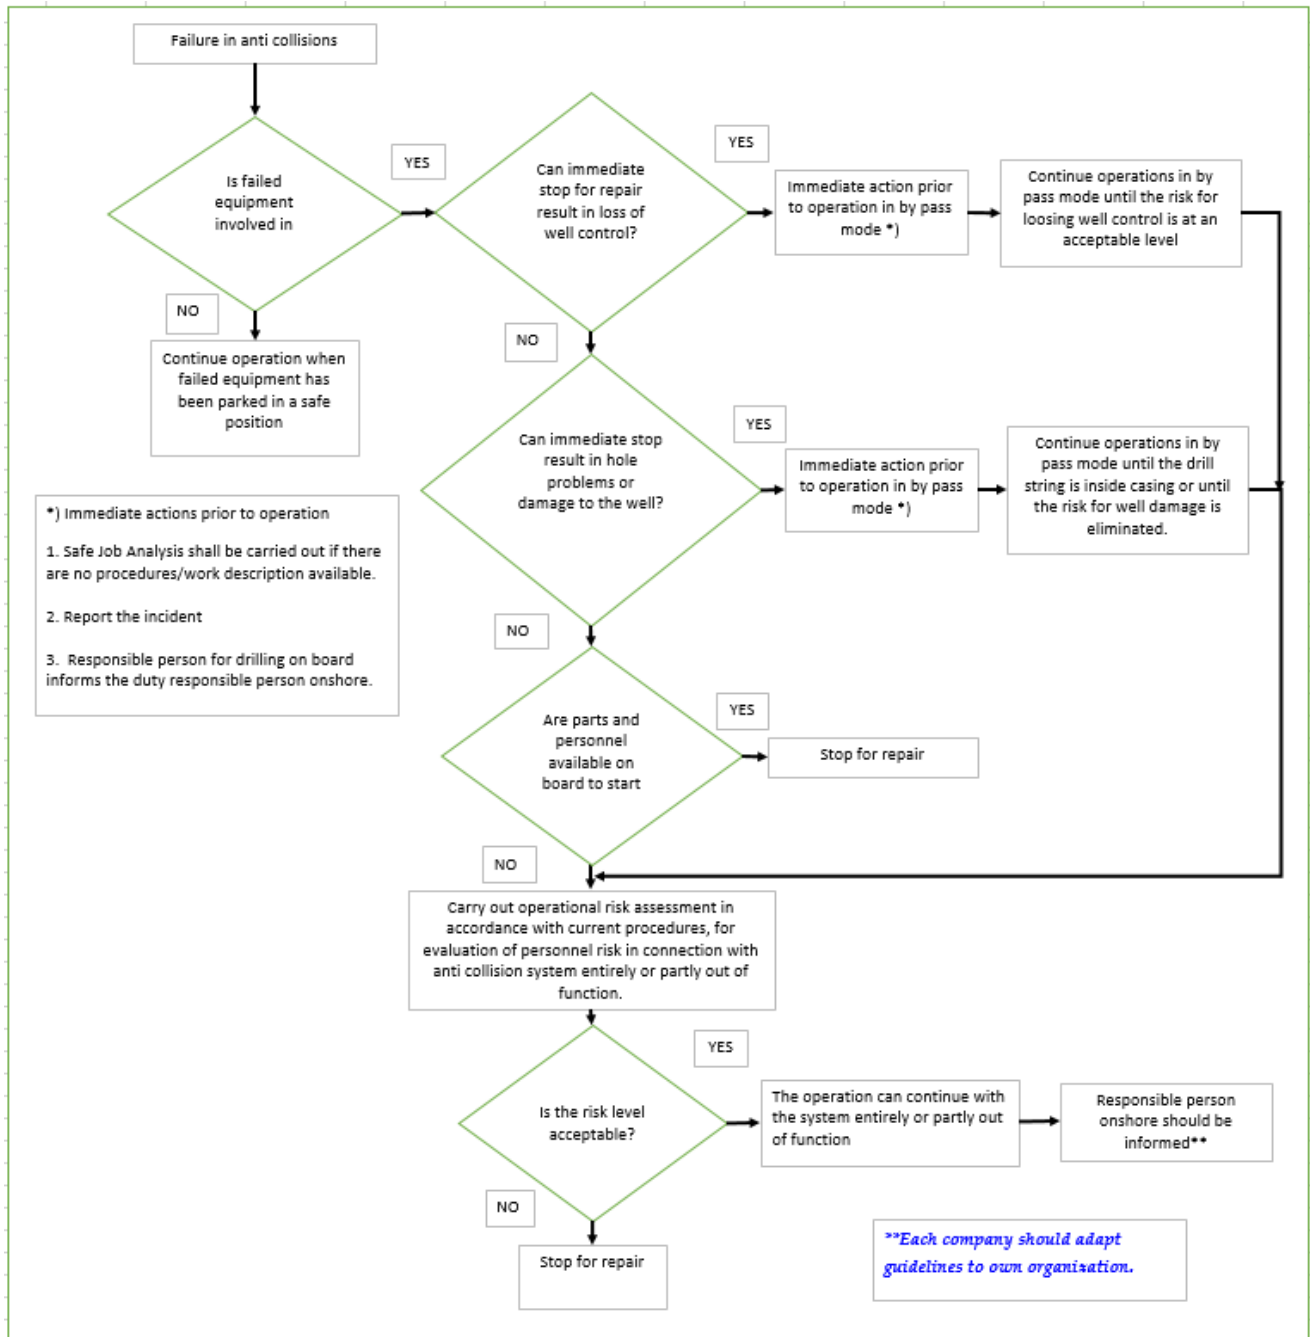 Failure in anti collisions
Is failed
equipment
involved in
YES
Can immediate
stop for repair
result in loss of
well control?
YES
Immediate action prior
to operation in by pass
mode *)
Continue operations in by
pass mode until the risk for
loosing well control is at an
acceptable level
NO
Continue operation when
failed equipment has
been parked in a safe
position
NO
Can immediate stop
result in hole
problems or
damage to the well?
YES
Immediate action prior
to operation in by pass
mode *)
Continue operations in by
pass mode until the drill
string is inside casing or until
the risk for well damage is
eliminated.
*) Immediate actions prior to operation
1. Safe Job Analysis shall be carried out if there
are no procedures/work description available.
2. Report the incident
3. Responsible person for drilling on board
informs the duty responsible person onshore.
NO
Are parts and
personnel
available on
board to start
YES
Stop for repair
NO
Carry out operational risk assessment in
accordance with current procedures, for
evaluation of personnel risk in connection with
anti collision system entirely or partly out of
function.
Is the risk level
acceptable?
YES
The operation can continue with
the system entirely or partly out
of function
Responsible person
onshore should be
informed**
NO
Stop for repair
**Each company should adapt
guidelines to own organization.